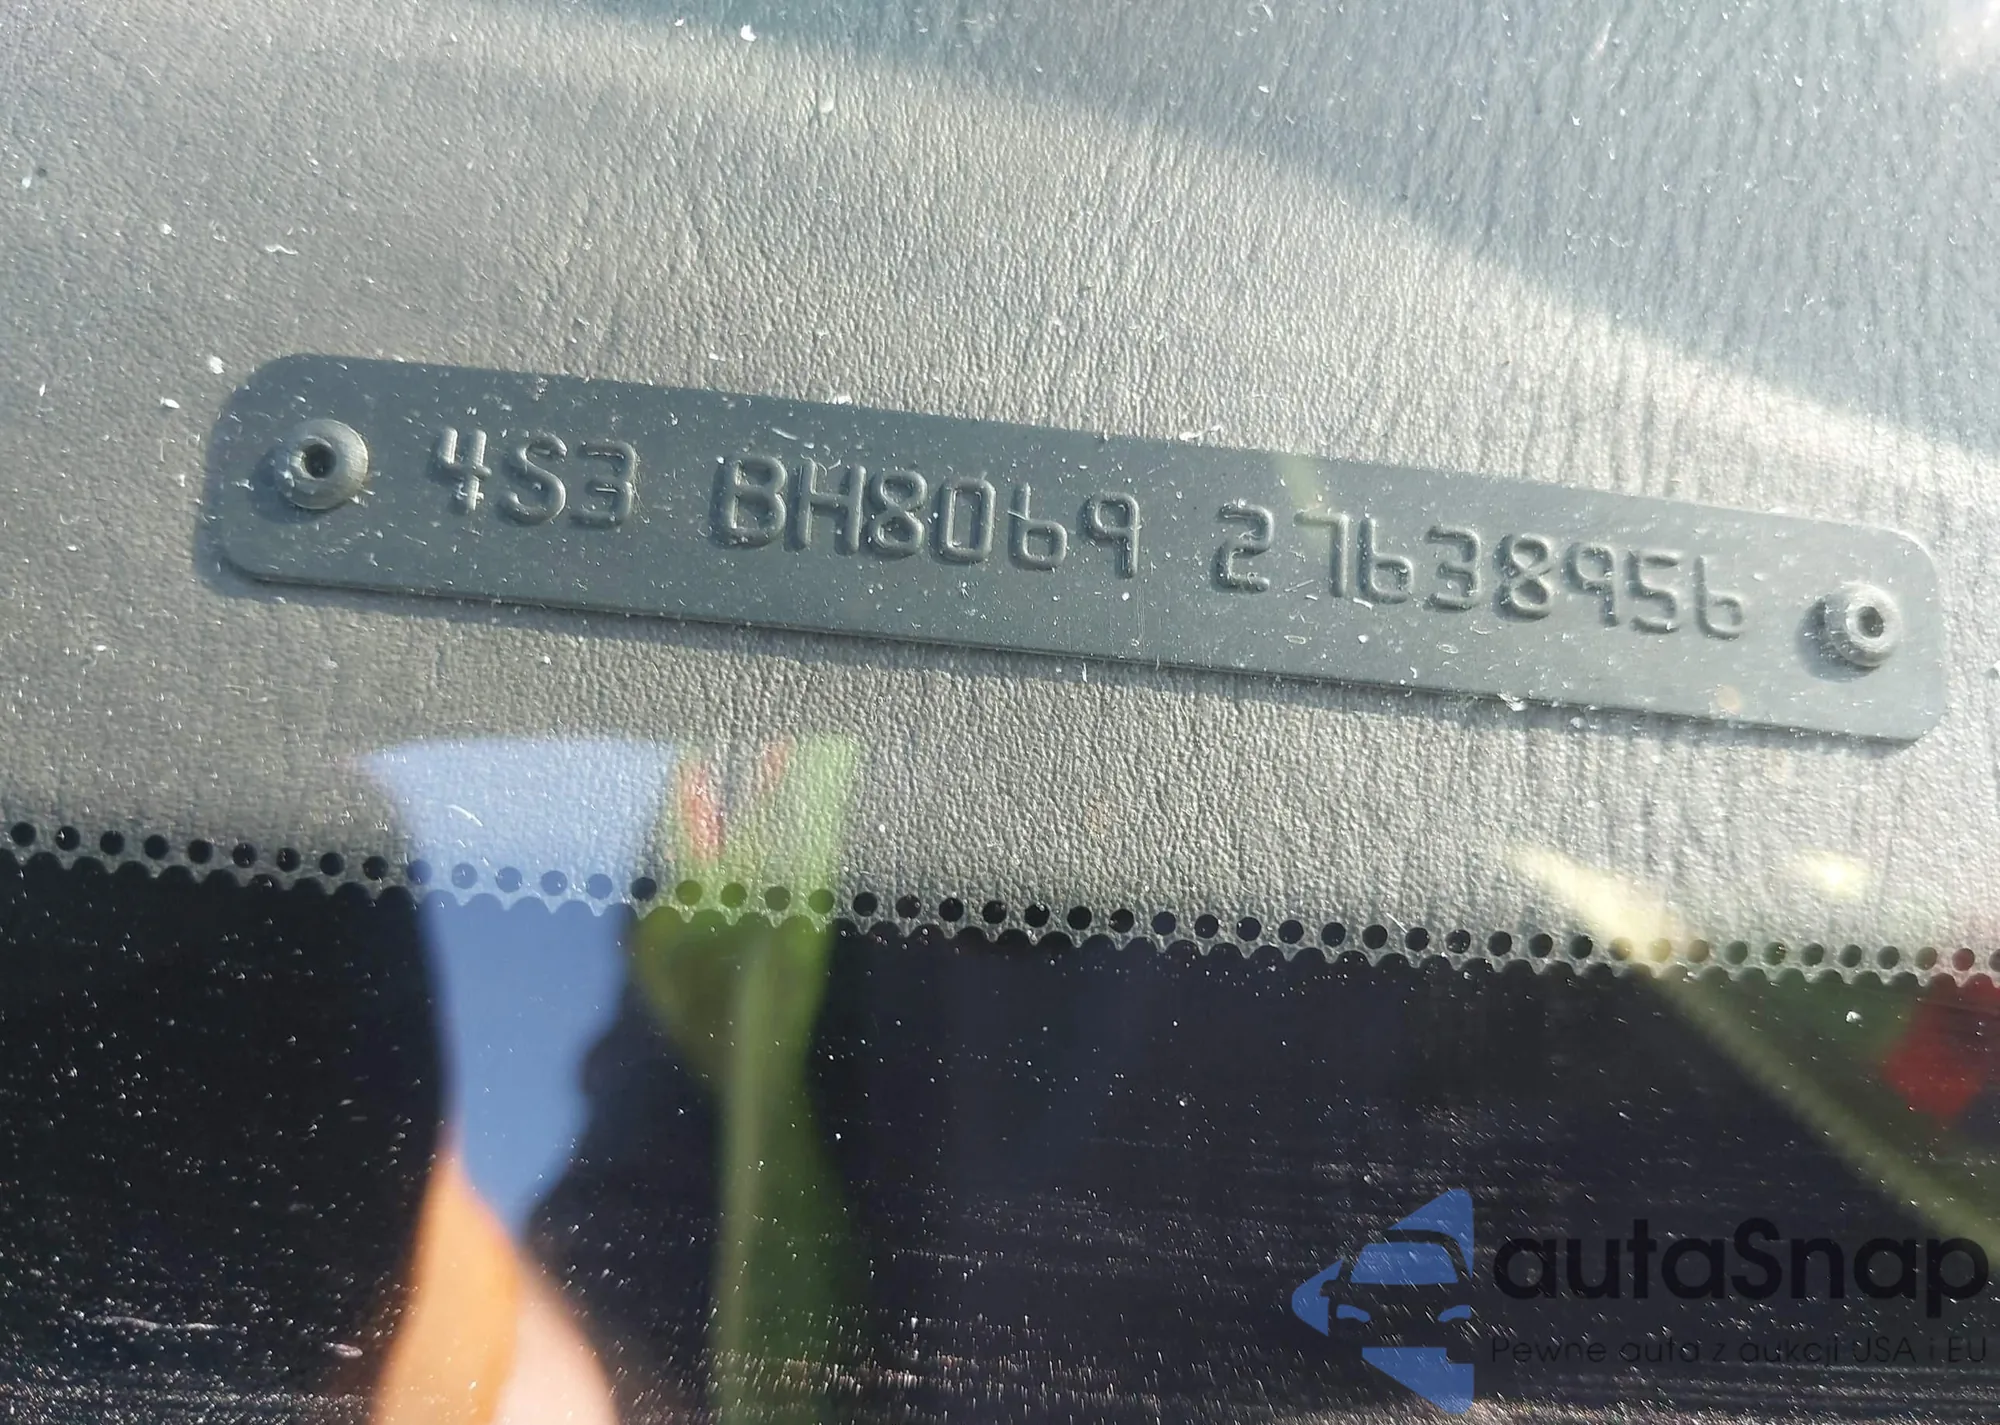 4S3 BH8069 27638956
autaSnap
Pewne auta z aukcji USA i EU